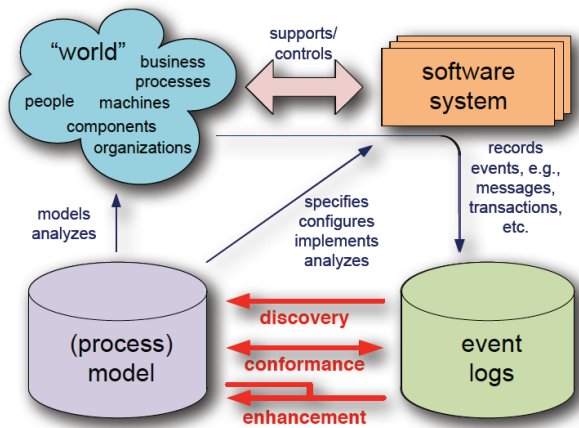 “world”
business
processes
people
machines
components
organizations
supports/
controls
software
system
records
events, e.g.,
messages,
transactions,
etc.
models
analyzes
specifies
configures
implements
analyzes
(process)
model
discovery
conformance
enhancement
event
logs